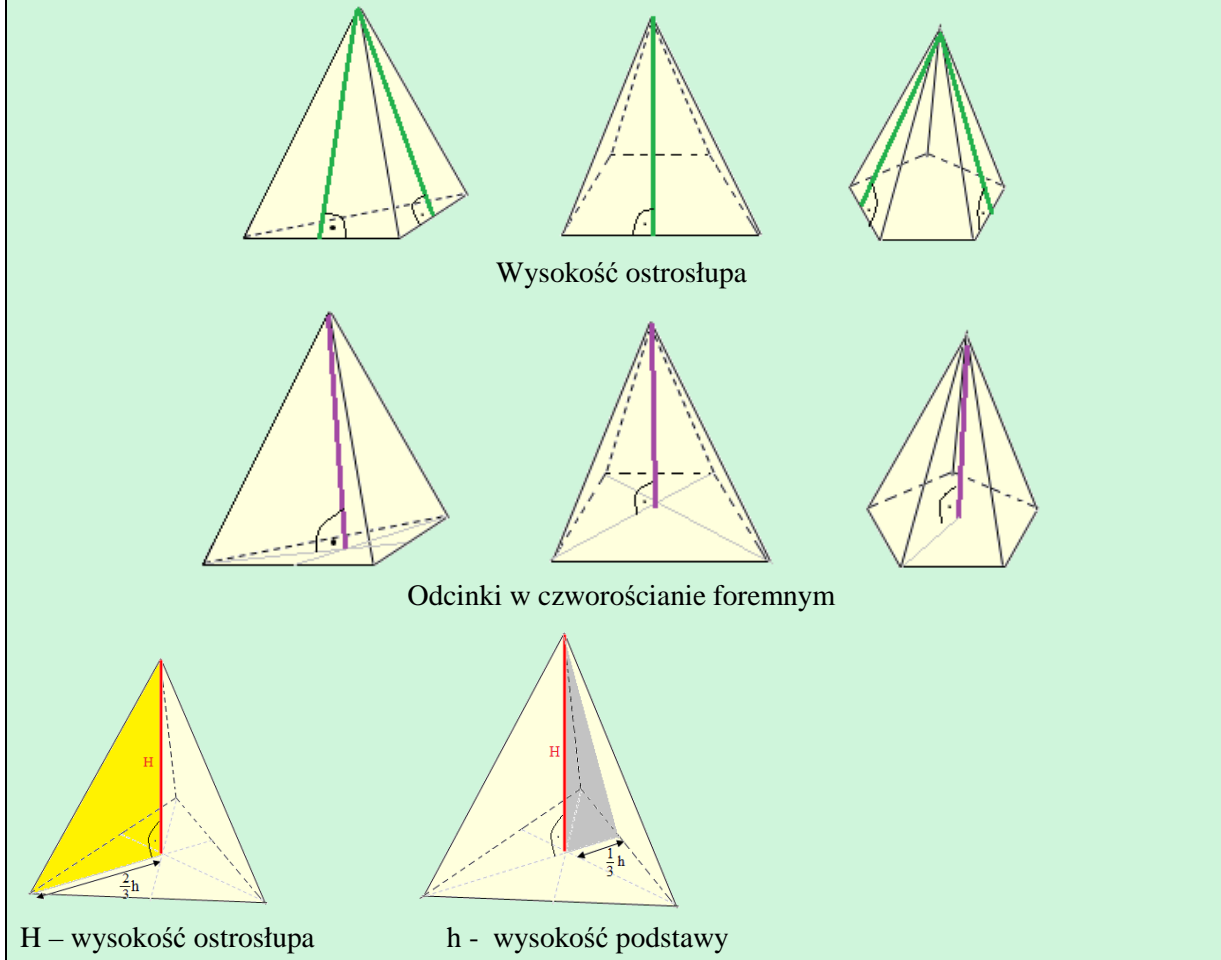 Wysokość ostrosłupa
Odcinki w czworościanie foremnym
H
2/3 h
H
1/3 h
H – wysokość ostrosłupa
h - wysokość podstawy